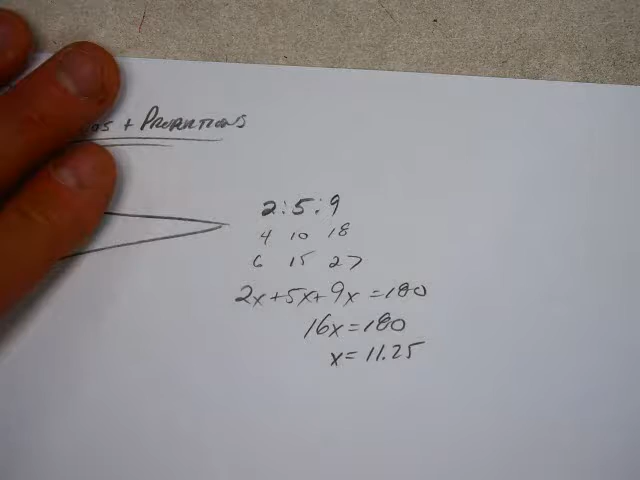 + PROPORTIONS
2:5:9
4 10 18
6 15 27
2x+5x+9x=180
16x=180
x=11.25